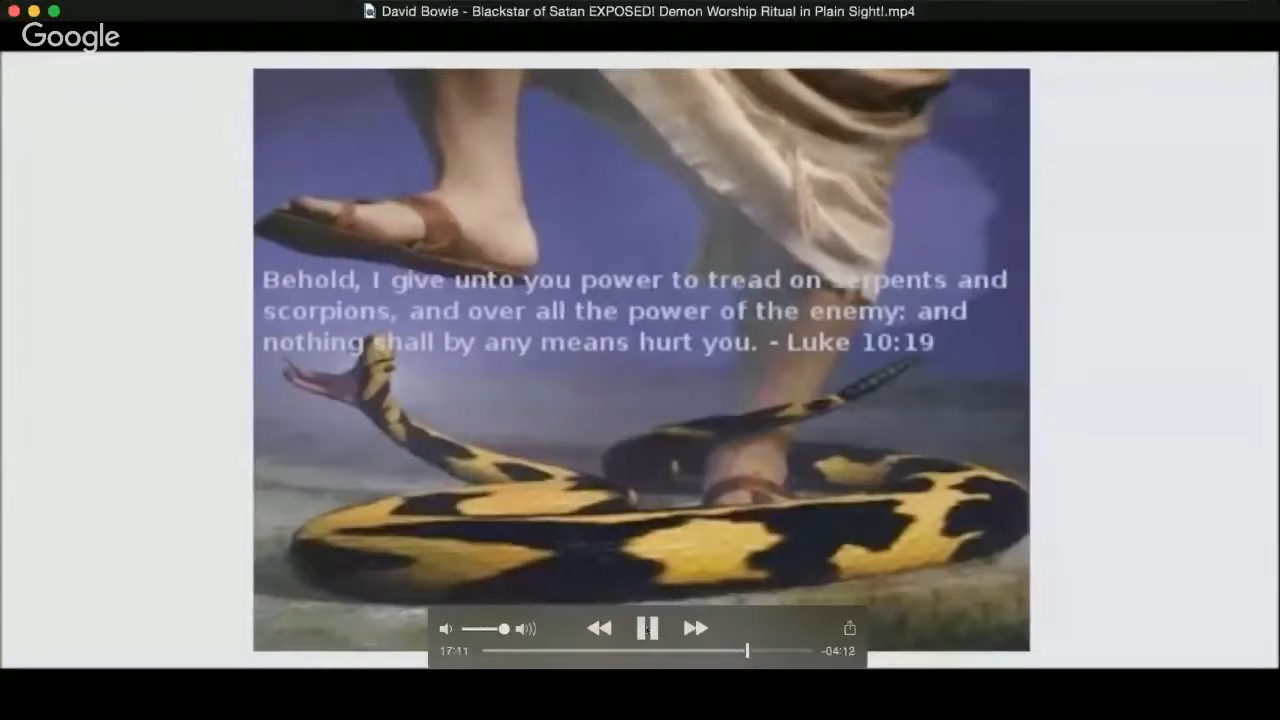 David Bowie - Blackstar of Satan EXPOSED! Demon Worship Ritual in Plain Sight!.mp4
Google
Behold, I give unto you power to tread on serpents and
scorpions, and over all the power of the enemy: and
nothing shall by any means hurt you. - Luke 10:19
17:11
-04:12